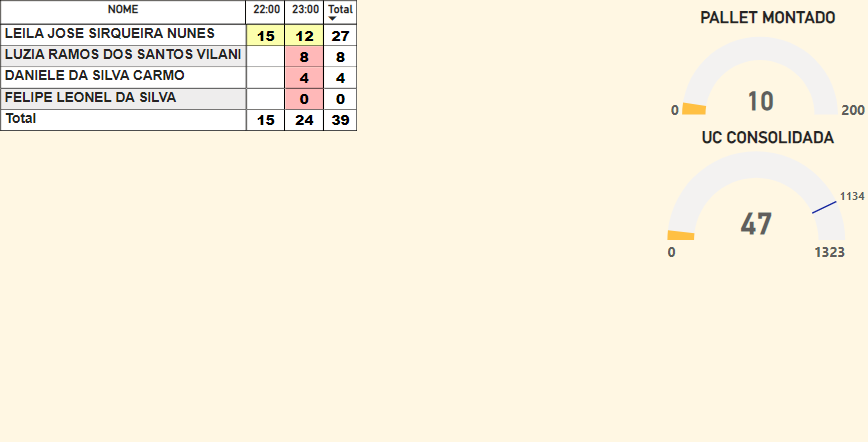 NOME 22:00 23:00 Total
LEILA JOSE SIRQUEIRA NUNES 15 12 27
LUZIA RAMOS DOS SANTOS VILANI 8 8
DANIELE DA SILVA CARMO 4 4
FELIPE LEONEL DA SILVA 0 0
Total 15 24 39
PALLET MONTADO
10
0 200
UC CONSOLIDADA
1134
47
0 1323